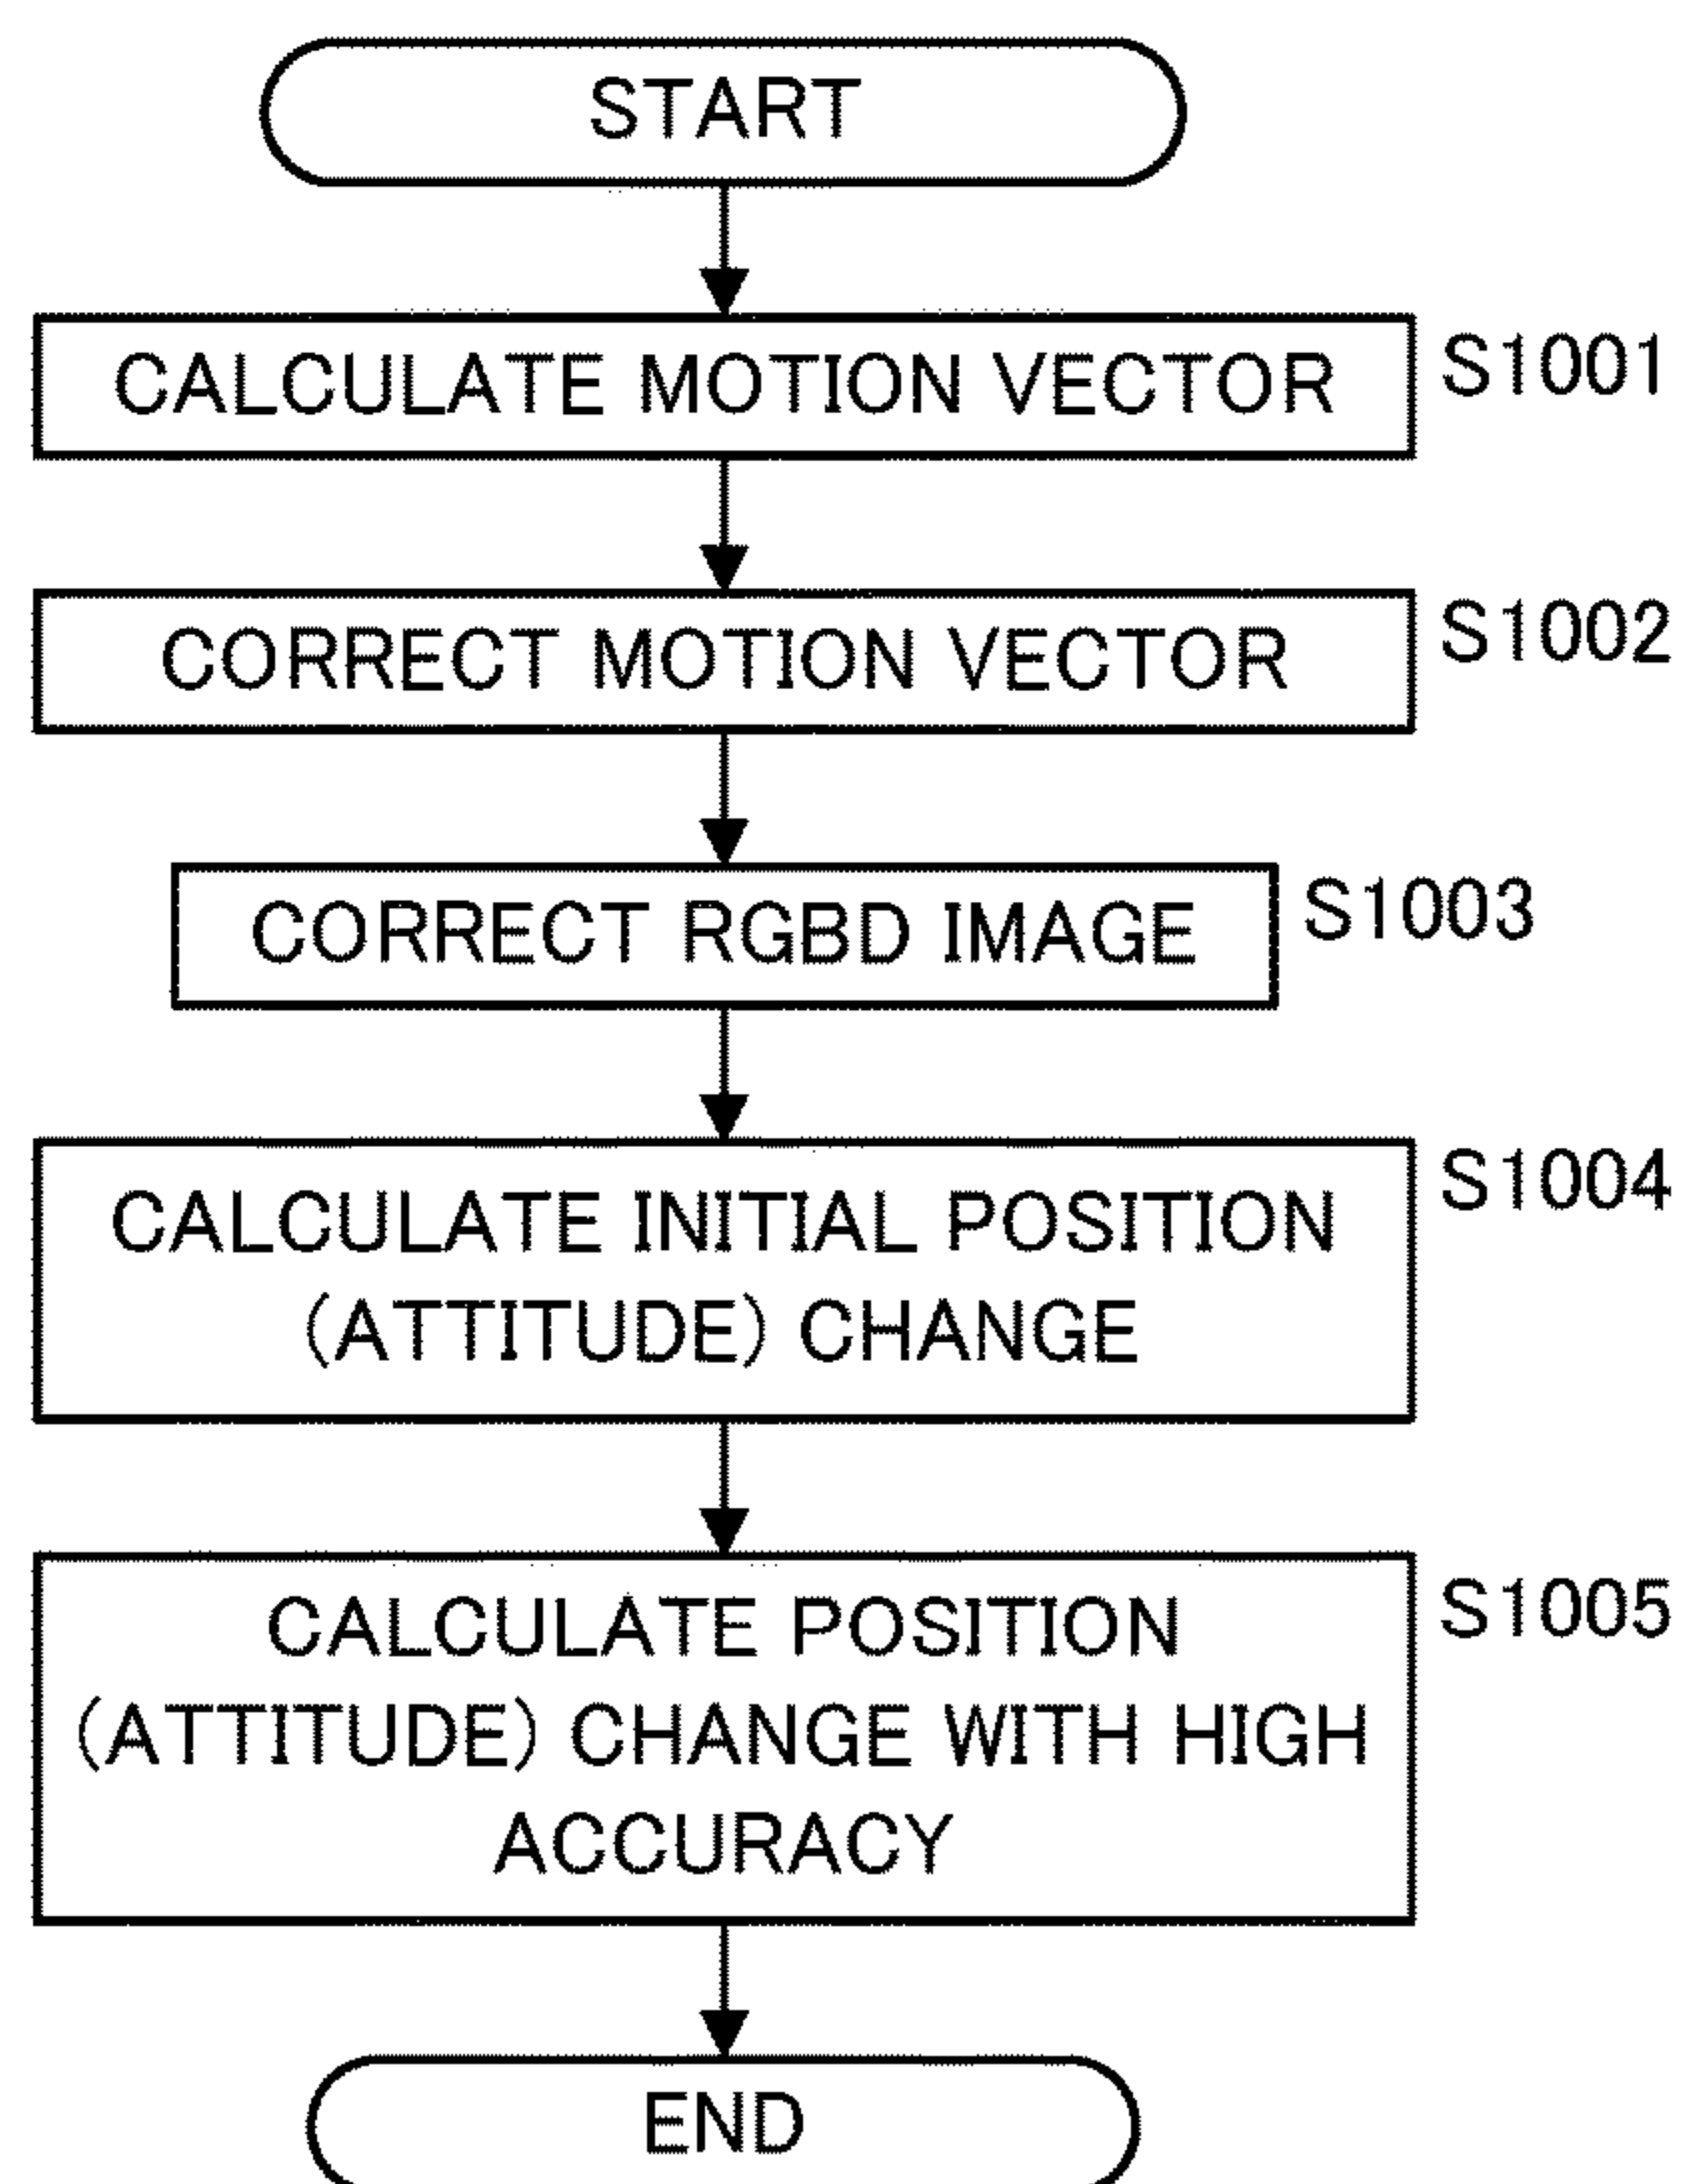 START
CALCULATE MOTION VECTOR S1001
CORRECT MOTION VECTOR S1002
CORRECT RGBD IMAGE S1003
CALCULATE INITIAL POSITION S1004
(ATTITUDE) CHANGE
CALCULATE POSITION S1005
(ATTITUDE) CHANGE WITH HIGH
ACCURACY
END